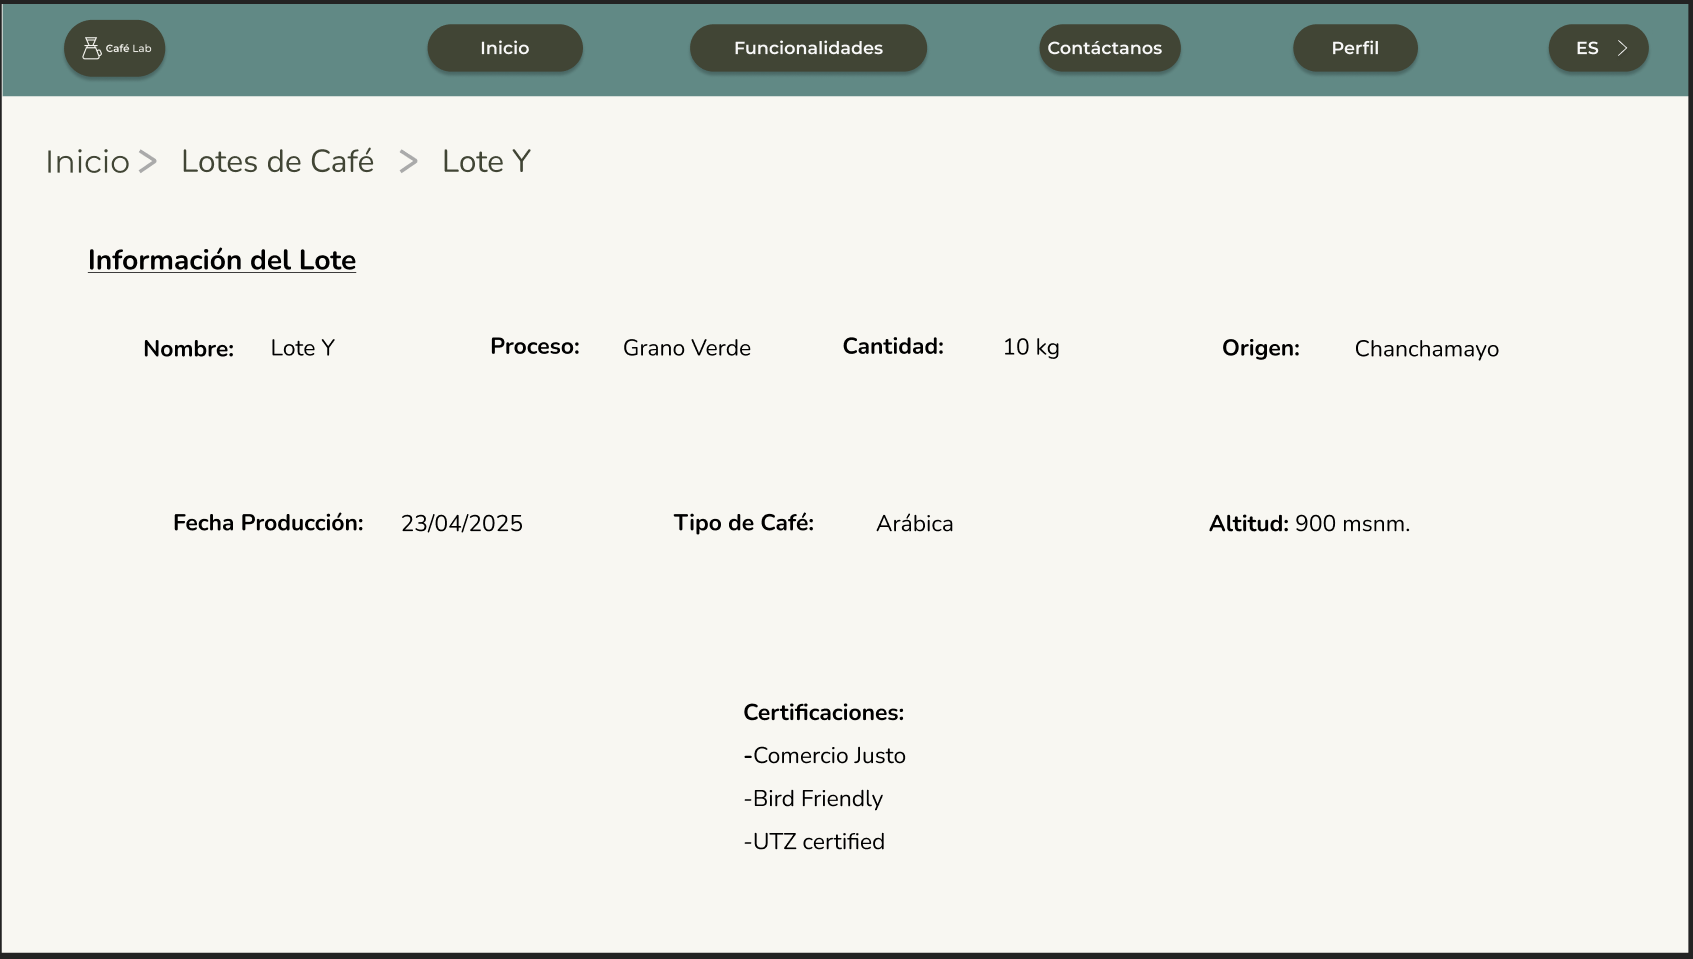 Café Lab Inicio Funcionalidades Contáctanos Perfil ES >
Inicio > Lotes de Café > Lote Y
Información del Lote
Nombre: Lote Y Proceso: Grano Verde Cantidad: 10 kg Origen: Chanchamayo
Fecha Producción: 23/04/2025 Tipo de Café: Arábica Altitud: 900 msnm.
Certificaciones:
-Comercio Justo
-Bird Friendly
-UTZ certified